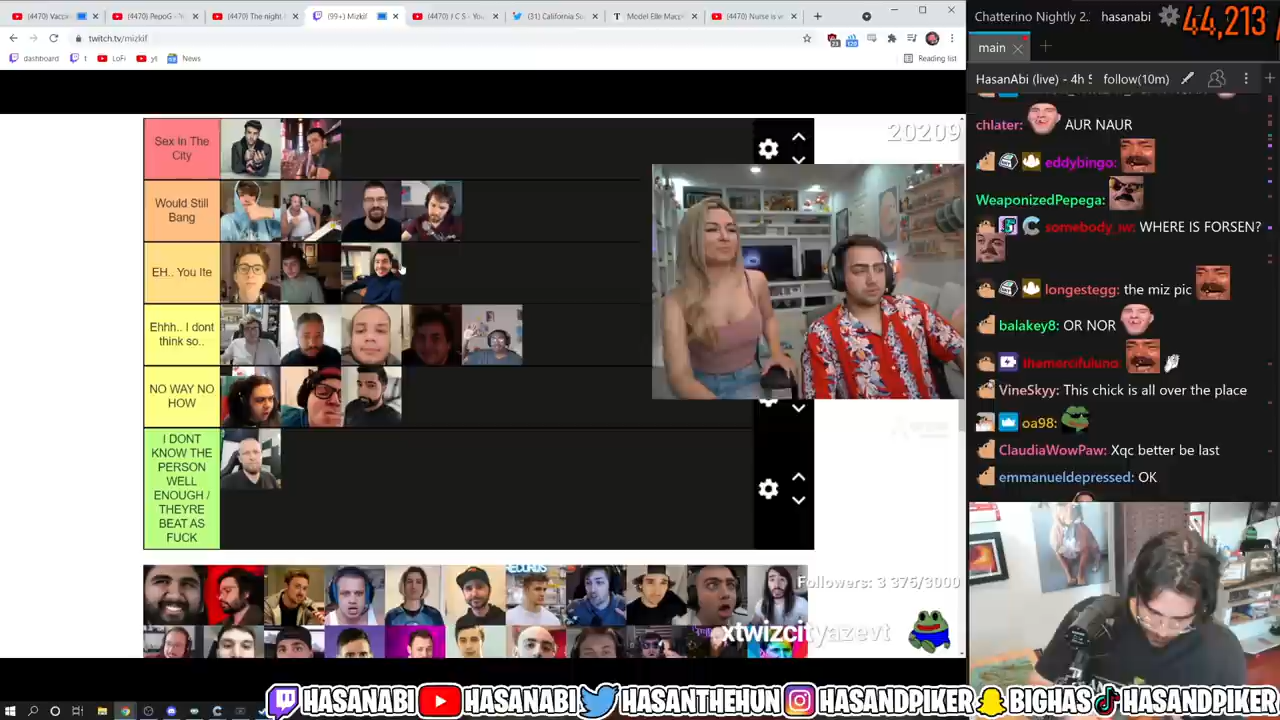 (4470) Vaccin
(4470) PepoG - 
(4470) The night
(99+) Mizkif
(4470) J C S - Yo
(31) California Su
Model Elle Macp
(4470) Nurse is v
twitch.tv/mizkif
dashboard
t
LoFi
yt
News
Reading list
Chatterino Nightly 2..
hasanabi
44,213
main
HasanAbi (live) - 4h 5
follow(10m)
chlater: AUR NAUR
eddybingo:
WeaponizedPepega:
somebody_iw: WHERE IS FORSEN?
longestegg: the miz pic
balakey8: OR NOR
thamercifuluno:
VineSkyy: This chick is all over the place
oa98:
ClaudiaWowPaw: Xqc better be last
emmanueldepressed: OK
20209
Sex In The
City
Would Still
Bang
EH.. You Ite
Ehhh.. I dont
think so..
NO WAY NO
HOW
I DONT
KNOW THE
PERSON
WELL
ENOUGH /
THEYRE
BEAT AS
FUCK
Followers: 3 375/3000
xtwizcityazevt
HASANABI
HASANABI
HASANTHEHUN
HASANDPIKER
BIGHAS
HASANDPIKER